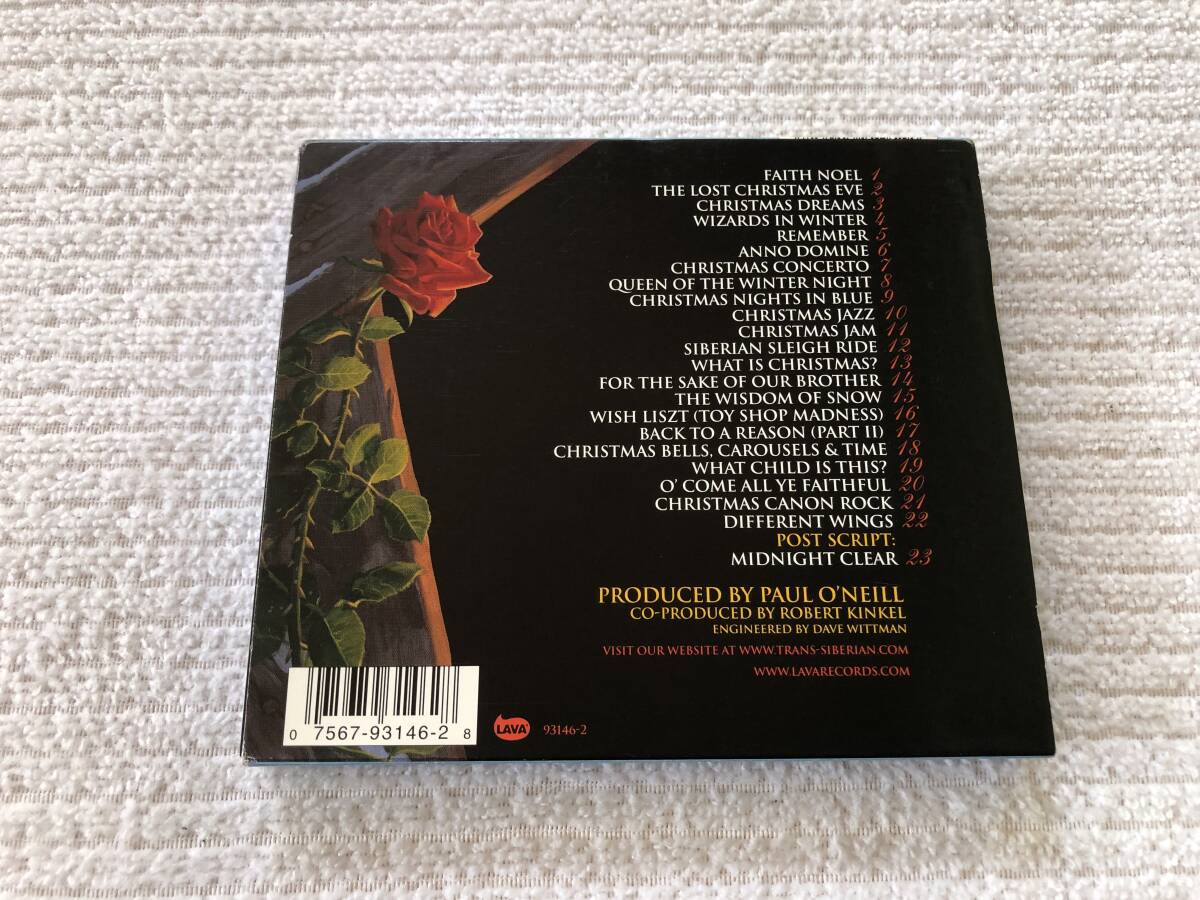 FAITH NOEL 1
THE LOST CHRISTMAS EVE 2
CHRISTMAS DREAMS 3
WIZARDS IN WINTER 4
REMEMBER 5
ANNO DOMINE 6
CHRISTMAS CONCERTO 7
QUEEN OF THE WINTER NIGHT 8
CHRISTMAS NIGHTS IN BLUE 9
CHRISTMAS JAZZ 10
CHRISTMAS JAM 11
SIBERIAN SLEIGH RIDE 12
WHAT IS CHRISTMAS? 13
FOR THE SAKE OF OUR BROTHER 14
THE WISDOM OF SNOW 15
WISH LISZT (TOY SHOP MADNESS) 16
BACK TO A REASON (PART II) 17
CHRISTMAS BELLS, CAROUSELS & TIME 18
WHAT CHILD IS THIS? 19
O' COME ALL YE FAITHFUL 20
CHRISTMAS CANON ROCK 21
DIFFERENT WINGS 22
POST SCRIPT:
MIDNIGHT CLEAR 23
PRODUCED BY PAUL O'NEILL
CO-PRODUCED BY ROBERT KINKEL
ENGINEERED BY DAVE WITTMAN
VISIT OUR WEBSITE AT WWW.TRANS-SIBERIAN.COM
WWW.LAVARECORDS.COM
0 7567-93146-2 8
LAVA
93146-2